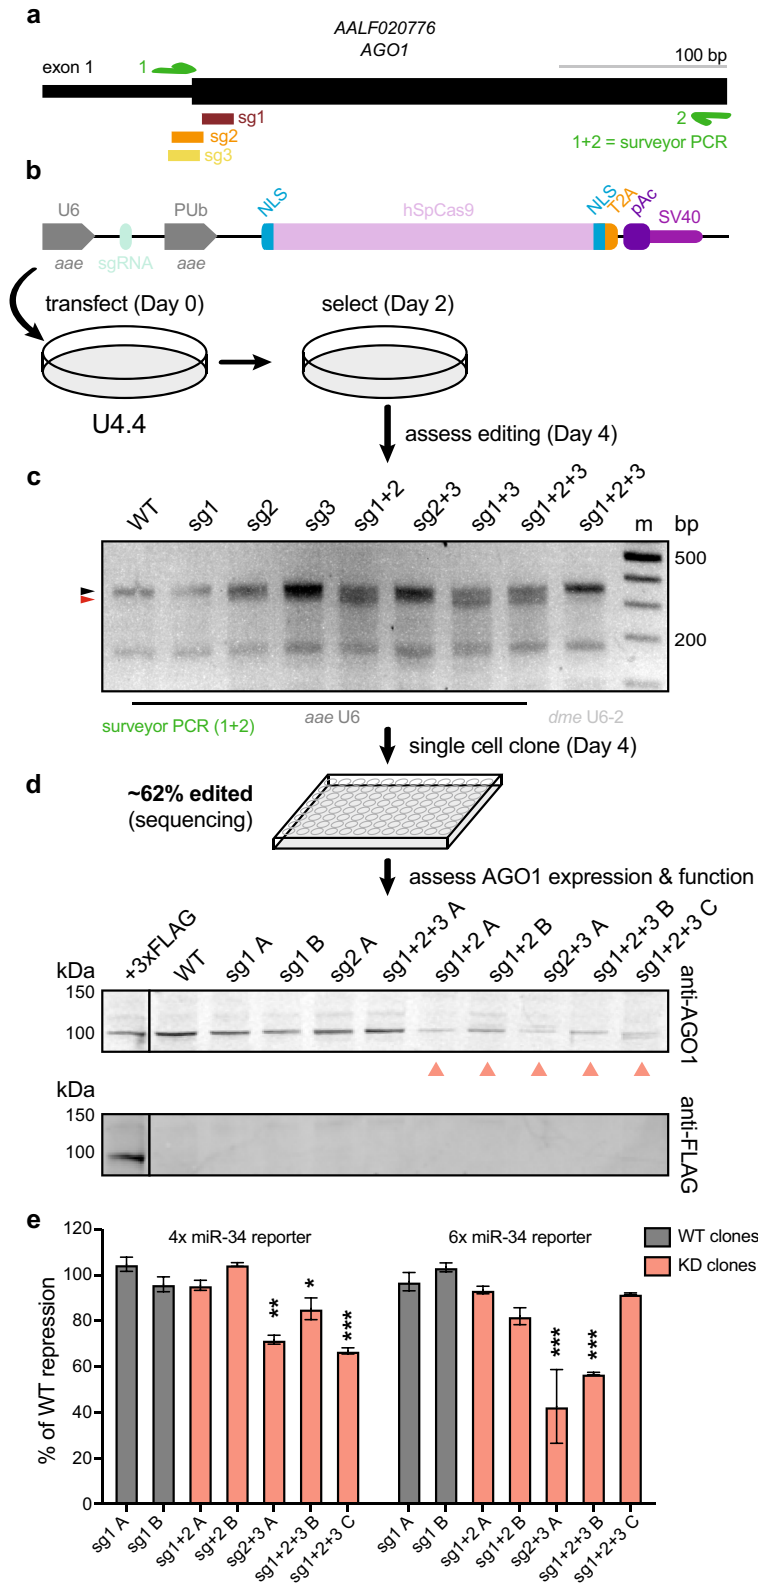 a
AALF020776
AGO1
100 bp
exon 1
1
sg1
2
sg2
1+2 = surveyor PCR
sg3
b
U6
PUb
NLS
hSpCas9
NLS
T2A
pAc
SV40
aae
sgRNA
aae
transfect (Day 0)
select (Day 2)
U4.4
assess editing (Day 4)
c
WT
sg1
sg2
sg3
sg1+2
sg2+3
sg1+3
sg1+2+3
sg1+2+3
m
bp
500
200
surveyor PCR (1+2)
aae U6
dme U6-2
single cell clone (Day 4)
d
~62% edited
(sequencing)
assess AGO1 expression & function
kDa
+3xFLAG
WT
sg1 A
sg1 B
sg2 A
sg1+2+3 A
sg1+2 A
sg1+2 B
sg2+3 A
sg1+2+3 B
sg1+2+3 C
150
100
anti-AGO1
kDa
150
100
anti-FLAG
e
% of WT repression
120
100
80
60
40
20
0
4x miR-34 reporter
6x miR-34 reporter
WT clones
KD clones
**
*
***
***
***
sg1 A
sg1 B
sg1+2 A
sg+2 B
sg2+3 A
sg1+2+3 B
sg1+2+3 C
sg1 A
sg1 B
sg1+2 A
sg1+2 B
sg2+3 A
sg1+2+3 B
sg1+2+3 C